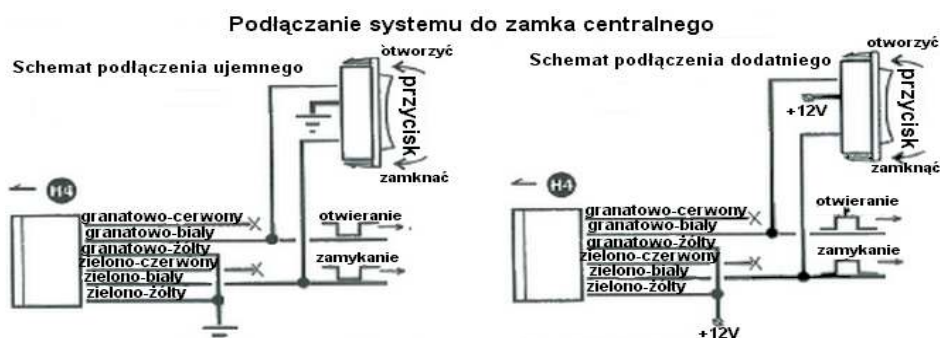 Podłączanie systemu do zamka centralnego
Schemat podłączenia ujemnego
otworzyć
przycisk
zamknać
H4
granatowo-cerwony
granatowo-biały
granatowo-żółty
zielono-czerwony
zielono-biały
zielono-żółty
otwieranie
zamykanie
Schemat podłączenia dodatniego
otworzyć
+12V
przycisk
zamknąć
H4
granatowo-cerwony
granatowo-biały
granatowo-żółty
zielono-czerwony
zielono-biały
zielono-żółty
otwieranie
zamykanie
+12V